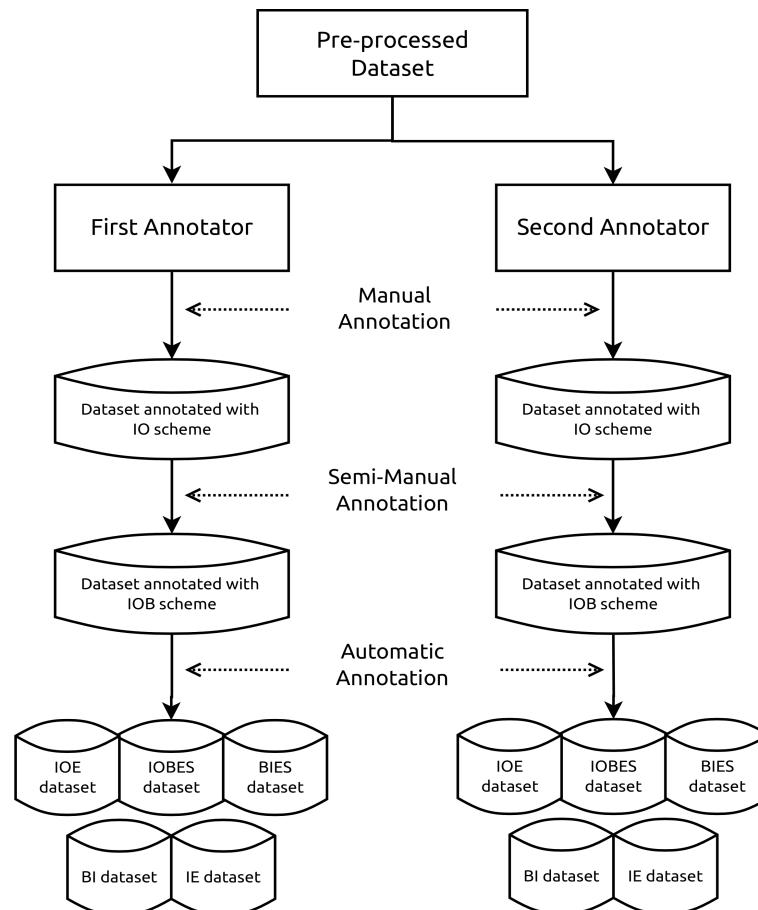 Pre-processed
Dataset
First Annotator
Second Annotator
Manual
Annotation
Dataset annotated with
IO scheme
Dataset annotated with
IO scheme
Semi-Manual
Annotation
Dataset annotated with
IOB scheme
Dataset annotated with
IOB scheme
Automatic
Annotation
IOE
dataset
IOBES
dataset
BIES
dataset
IOE
dataset
IOBES
dataset
BIES
dataset
BI dataset
IE dataset
BI dataset
IE dataset